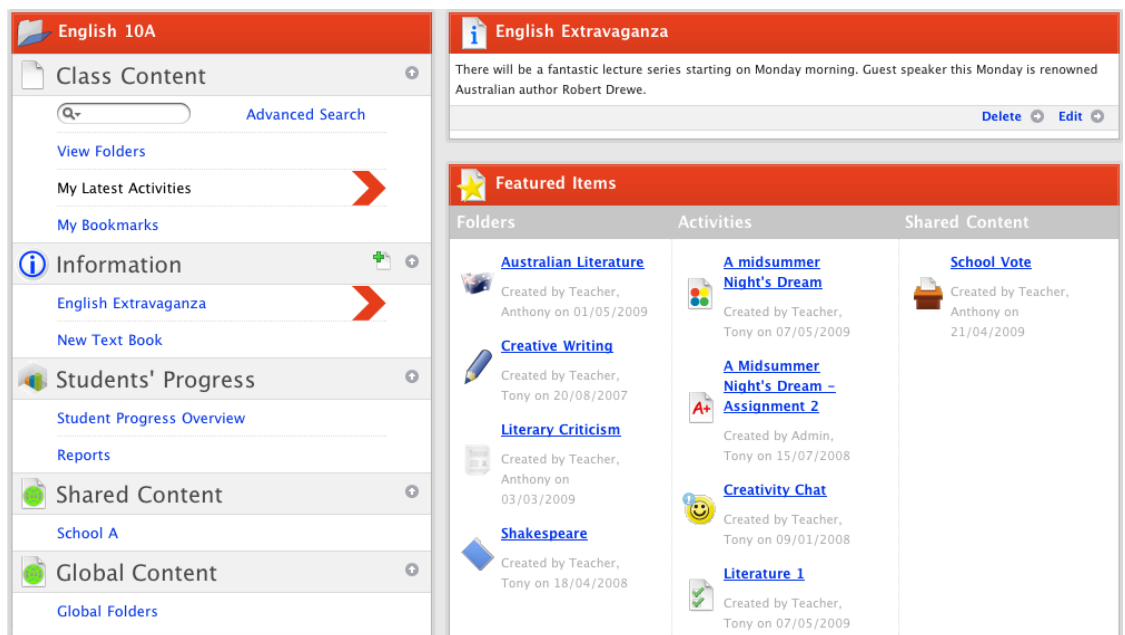 English 10A
Class Content
Advanced Search
View Folders
My Latest Activities
My Bookmarks
Information
English Extravaganza
New Text Book
Students' Progress
Student Progress Overview
Reports
Shared Content
School A
Global Content
Global Folders
English Extravaganza
There will be a fantastic lecture series starting on Monday morning. Guest speaker this Monday is renowned
Australian author Robert Drewe.
Delete Edit
Featured Items
Folders
Australian Literature
Created by Teacher,
Anthony on 01/05/2009
Creative Writing
Created by Teacher,
Tony on 20/08/2007
Literary Criticism
Created by Teacher,
Anthony on
03/03/2009
Shakespeare
Created by Teacher,
Tony on 18/04/2008
Activities
A midsummer
Night's Dream
Created by Teacher,
Tony on 07/05/2009
A Midsummer
Night's Dream –
Assignment 2
A+
Created by Admin,
Tony on 15/07/2008
Creativity Chat
Created by Teacher,
Tony on 09/01/2008
Literature 1
Created by Teacher,
Tony on 07/05/2009
Shared Content
School Vote
Created by Teacher,
Anthony on
21/04/2009